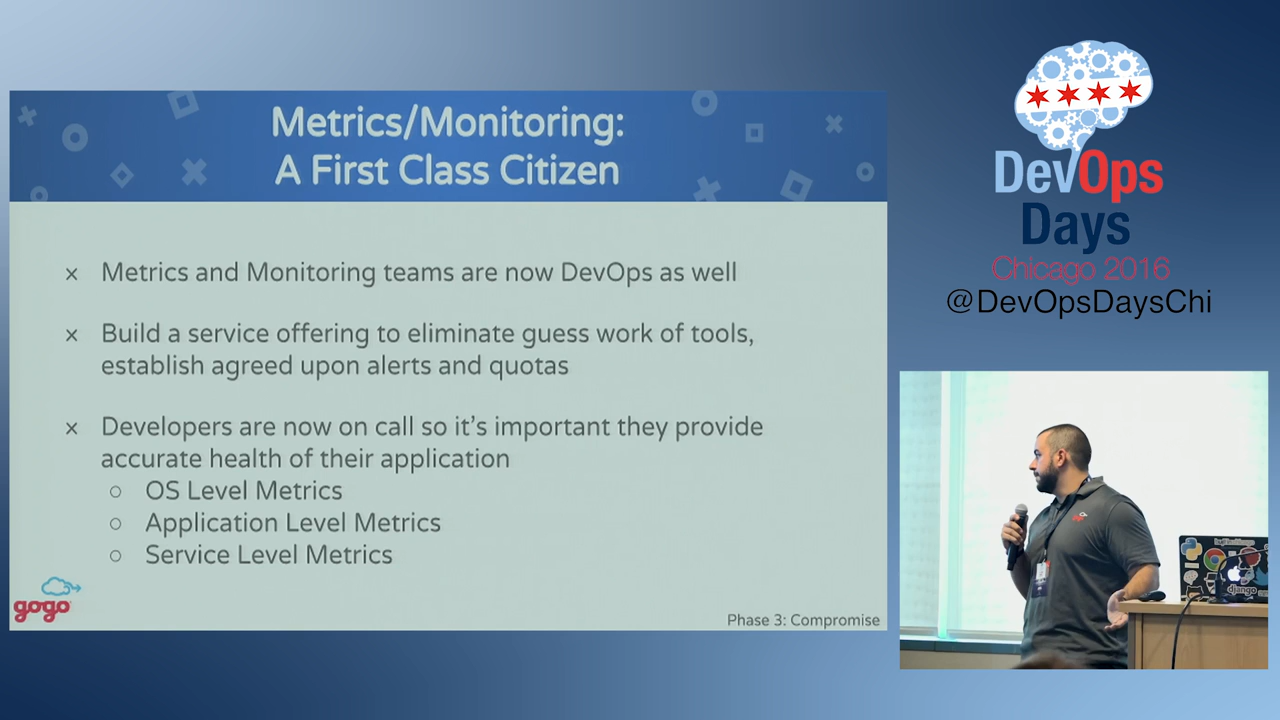 Metrics/Monitoring:
A First Class Citizen
x Metrics and Monitoring teams are now DevOps as well
x Build a service offering to eliminate guess work of tools,
establish agreed upon alerts and quotas
x Developers are now on call so it's important they provide
accurate health of their application
○ OS Level Metrics
○ Application Level Metrics
○ Service Level Metrics
gogo
Phase 3: Compromise
DevOps
Days
Chicago 2016
@DevOpsDaysChi
django